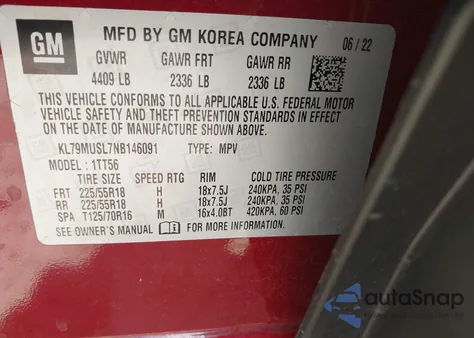 GM
MFD BY GM KOREA COMPANY 06/22
GVWR GAWR FRT GAWR RR
4409 LB 2336 LB 2336 LB
THIS VEHICLE CONFORMS TO ALL APPLICABLE U.S. FEDERAL MOTOR
VEHICLE SAFETY AND THEFT PREVENTION STANDARDS IN EFFECT ON THE
DATE OF MANUFACTURE SHOWN ABOVE.
KL79MUSL7NB146091 TYPE: MPV
MODEL: 1TT56
TIRE SIZE SPEED RTG RIM COLD TIRE PRESSURE
FRT 225/55R18 H 18x7.5J 240KPA, 35 PSI
RR 225/55R18 H 18x7.5J 240KPA, 35 PSI
SPA T125/70R16 M 16x4.0BT 420KPA, 60 PSI
SEE OWNER'S MANUAL FOR MORE INFORMATION.
autoSnap